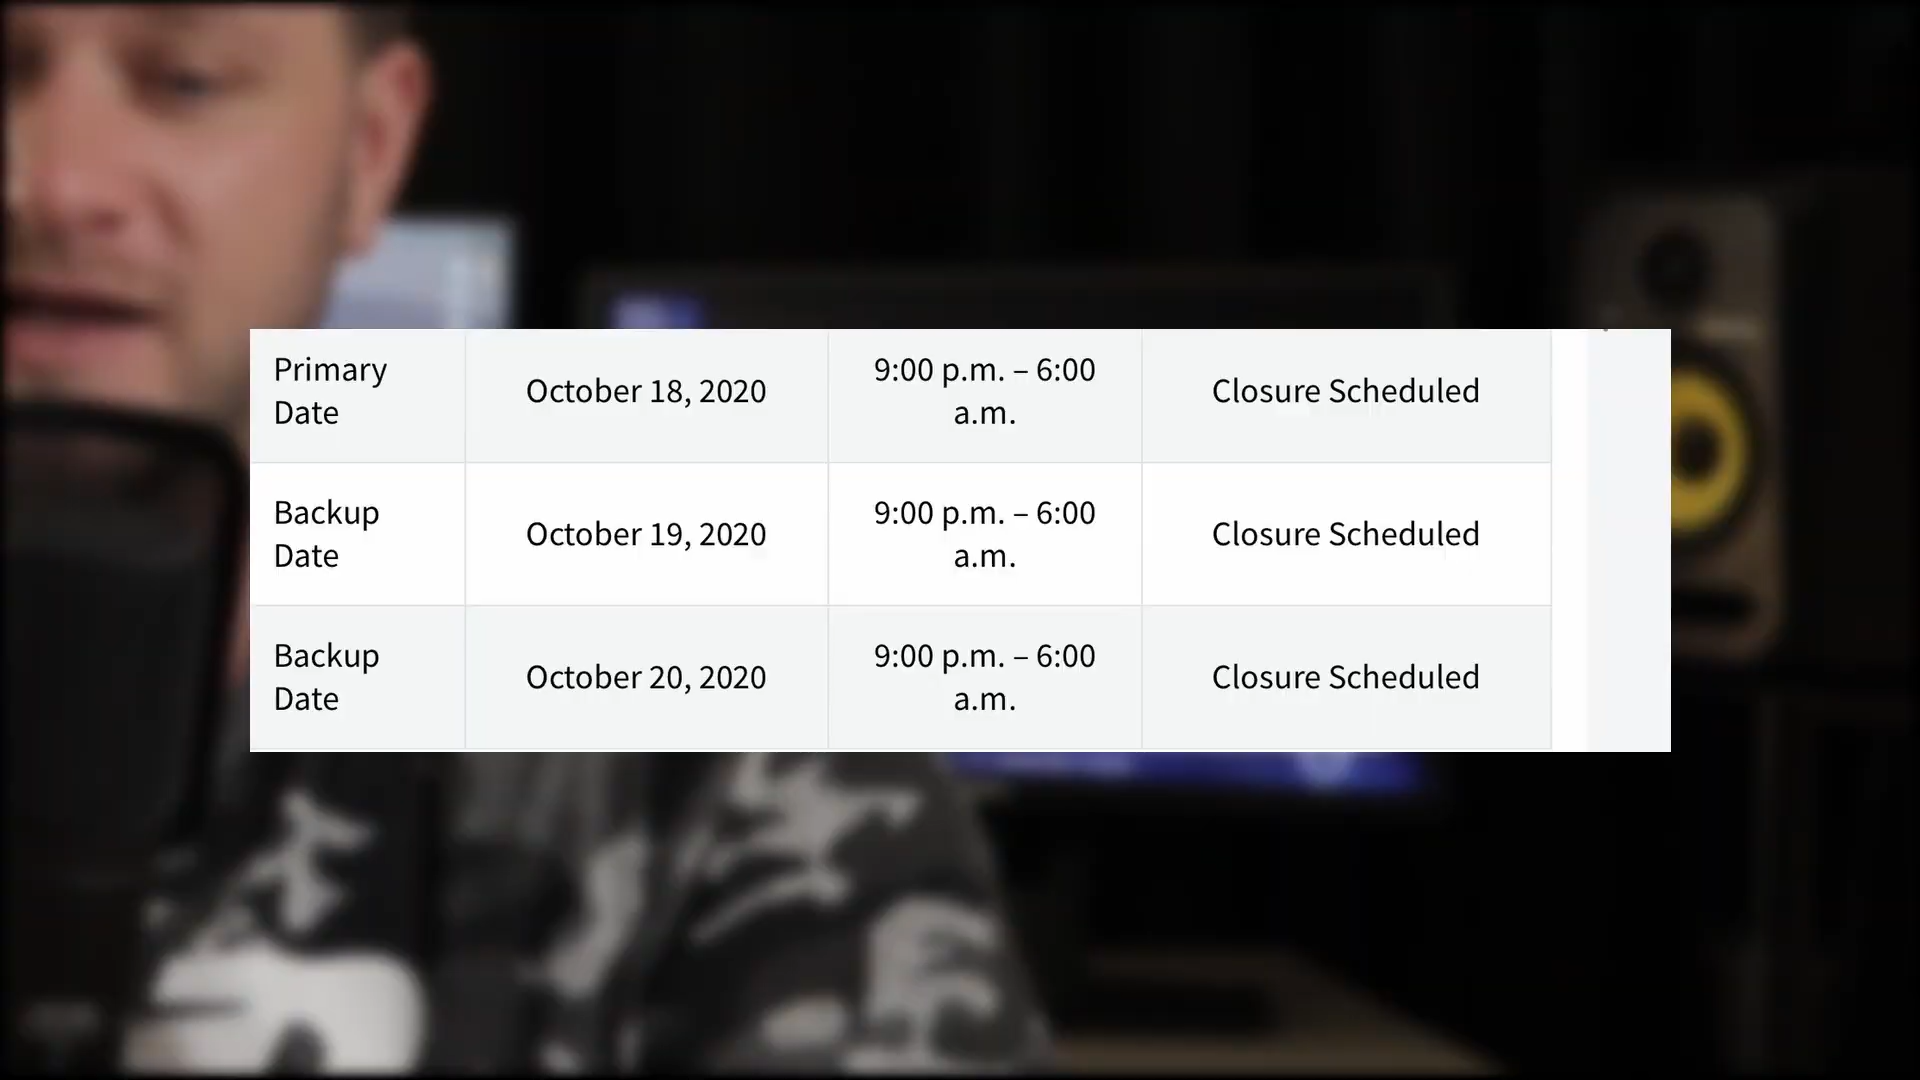 Primary
Date
October 18, 2020
9:00 p.m. – 6:00
a.m.
Closure Scheduled
Backup
Date
October 19, 2020
9:00 p.m. – 6:00
a.m.
Closure Scheduled
Backup
Date
October 20, 2020
9:00 p.m. – 6:00
a.m.
Closure Scheduled